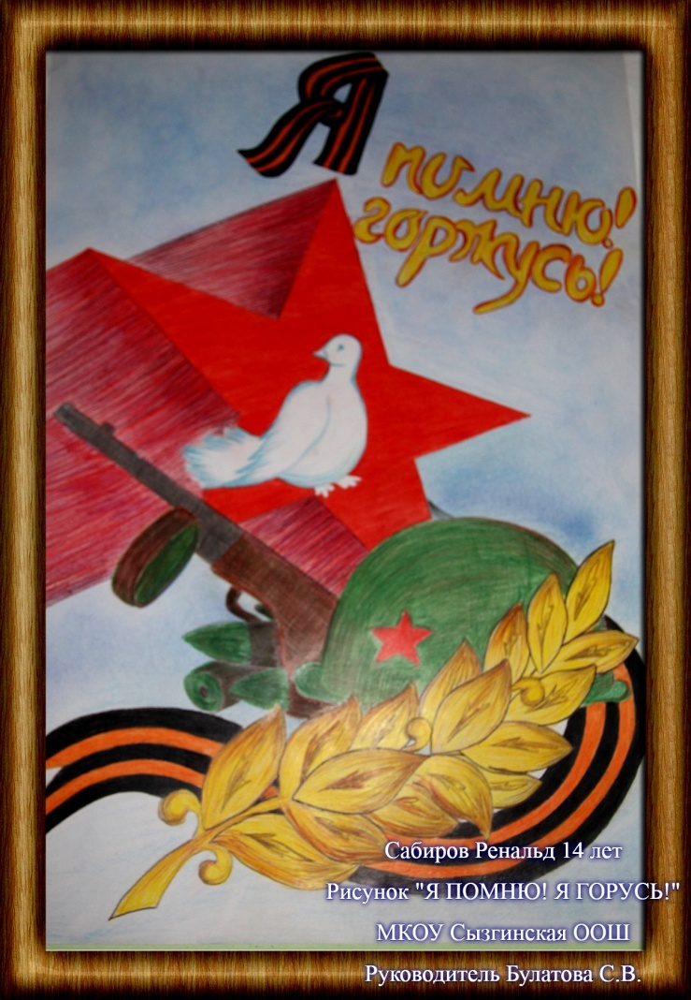 Я помню!
горжусь!
Сабиров Ренальд 14 лет
Рисунок "Я ПОМНЮ! Я ГОРУСЬ!"
МКОУ Сызгинская ООШ
Руководитель Булатова С.В.